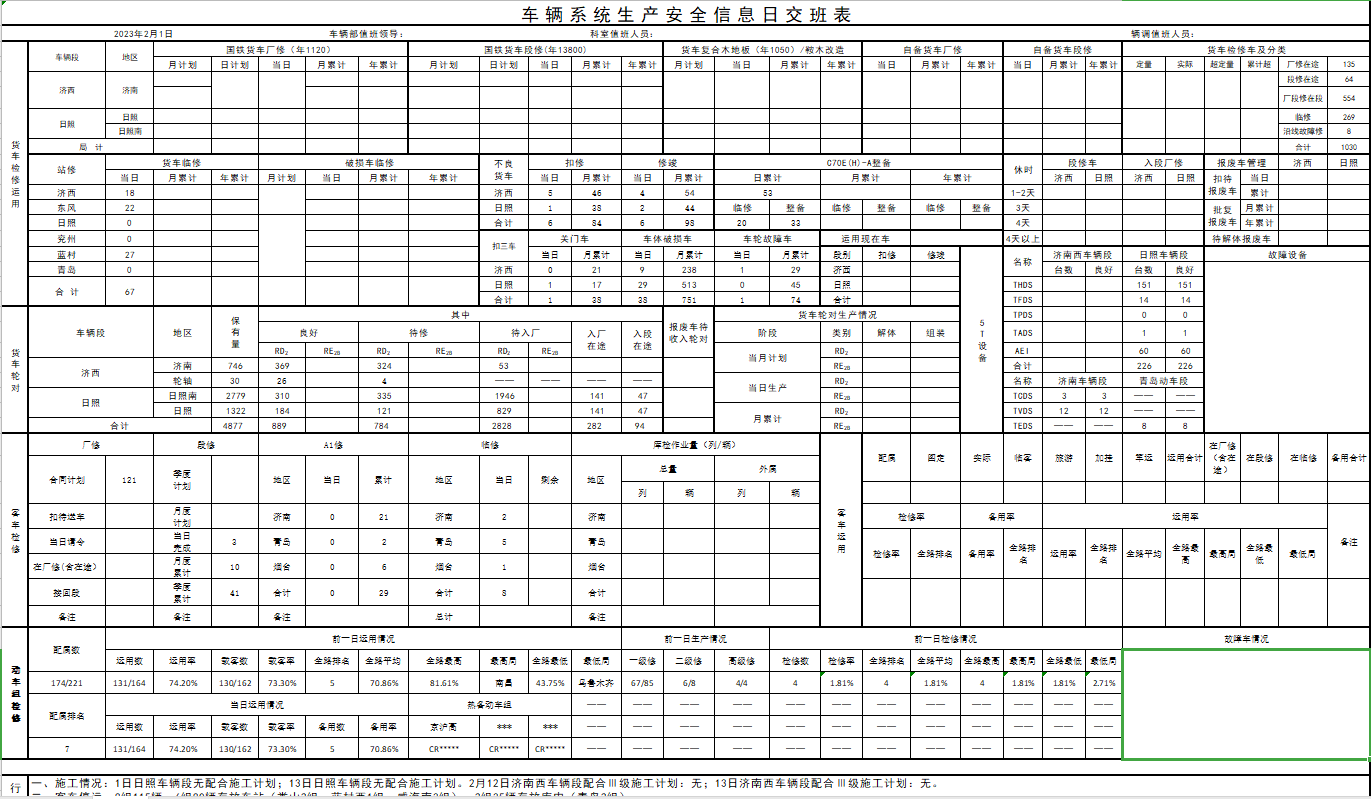 车辆系统生产安全信息日交班表
2023年2月1日 车辆部值班领导: 科室值班人员: 辆调值班人员:
货车检修运用
车辆段 地区 国铁货车厂修(年1120) 国铁货车段修(年13800) 货车复合木地板(年1050)/鞍木改造 自备货车厂修 自备货车段修 货车检修车及分类
月计划 日计划 当日 月累计 年累计 月计划 日计划 当日 月累计 年累计 月计划 当日 月累计 年累计 当日 月累计 年累计 当日 月累计 年累计 定量 实际 超定量 累计超 厂修在途 135
段修在途 64
济西 济南 厂段修在段 554
日照 日照 临修 269
日照南 沿线故障修 8
局 计 合计 1030
站修 货车临修 破损车临修 不良货车 扣修 修竣 C70E(H)-A整备 休时 段修车 入段厂修 报废车管理 济西 日照
当日 月累计 年累计 月计划 当日 月累计 年累计 当日 月累计 当日 月累计 日累计 月累计 年累计 济西 日照 济西 日照 扣待报废车 当日
济西 18 济西 5 46 4 54 53 1-2天 累计
东风 22 日照 1 38 2 44 临修 整备 临修 整备 临修 整备 3天 批复报废车 月累计
日照 0 合计 6 84 6 98 20 33 4天 年累计
兖州 0 扣三车 关门车 车体破损车 车轮故障车 运用现在车 4天以上 待解体报废车
蓝村 27 当日 月累计 当日 月累计 当日 月累计 段别 扣修 修竣 名称 济南西车辆段 日照车辆段 故障设备
青岛 0 济西 0 21 9 238 1 29 济西 台数 良好 台数 良好
合 计 67 日照 1 17 29 513 0 45 日照 THDS 151 151
合计 1 38 38 751 1 74 合计 TFDS 14 14
货车轮对
车辆段 地区 保有量 其中 报废车待收入轮对 货车轮对生产情况 5T设备 TPDS 0 0
良好 待修 待入厂 入厂在途 入段在途 阶段 类别 解体 组装 TADS 1 1
RD2 RE2B RD2 RE2B RD2 RE2B 当月计划 RD2 AEI 60 60
济西 济南 746 369 324 53 RE2B 合计 226 226
轮轴 30 26 4 —— —— —— —— 当日生产 RD2 名称 济南车辆段 青岛动车段
日照 日照南 2779 310 335 1946 141 47 RE2B TCDS 3 3 —— ——
日照 1322 184 121 829 141 47 月累计 RD2 TVDS 12 12 —— ——
合计 4877 889 784 2828 282 94 RE2B TEDS —— —— 8 8
客车检修
厂修 段修 A1修 临修 库检作业量(列/辆) 客车运用 配属 固定 实际 临客 旅游 加挂 军运 运用合计 在厂修(含在途) 在段修 在临修 备用合计
合同计划 121 季度计划 地区 当日 累计 地区 当日 剩余 地区 总量 外属
列 辆 列 辆
扣待送车 月度计划 济南 0 21 济南 2 济南 检修率 备用率 运用率 备注
当日请令 当日完成 3 青岛 0 2 青岛 5 青岛 检修率 全路排名 备用率 全路排名 运用率 全路排名 全路平均 全路最高 最高局 全路最低 最低局
在厂修(含在途) 月度累计 10 烟台 0 6 烟台 1 烟台
接回段 季度累计 41 合计 0 29 合计 8 合计
备注 备注 备注 总计 备注
动车组检修
配属数 前一日运用情况 前一日生产情况 前一日检修情况 故障车情况
运用数 运用率 载客数 载客率 全路排名 全路平均 全路最高 最高局 全路最低 最低局 一级修 二级修 高级修 检修数 检修率 全路排名 全路平均 全路最高 最高局 全路最低 最低局
174/221 131/164 74.20% 130/162 73.30% 5 70.86% 81.61% 南昌 43.75% 乌鲁木齐 67/85 6/8 4/4 4 1.81% 4 1.81% 4 1.81% 1.81% 2.71%
配属排名 当日运用情况 热备动车组 —— —— —— —— —— —— —— —— —— —— —— ——
运用数 运用率 载客数 载客率 备用数 备用率 京沪高 *** *** —— —— —— —— —— —— —— —— —— —— —— ——
7 131/164 74.20% 130/162 73.30% 5 70.86% CR***** CR***** CR***** —— —— —— —— —— —— —— —— —— —— —— ——
行 一、施工情况：1日日照车辆段无配合施工计划；13日日照车辆段无配合施工计划。2月12日济南西车辆段配合Ⅲ级施工计划：无；13日济南西车辆段配合Ⅲ级施工计划：无。